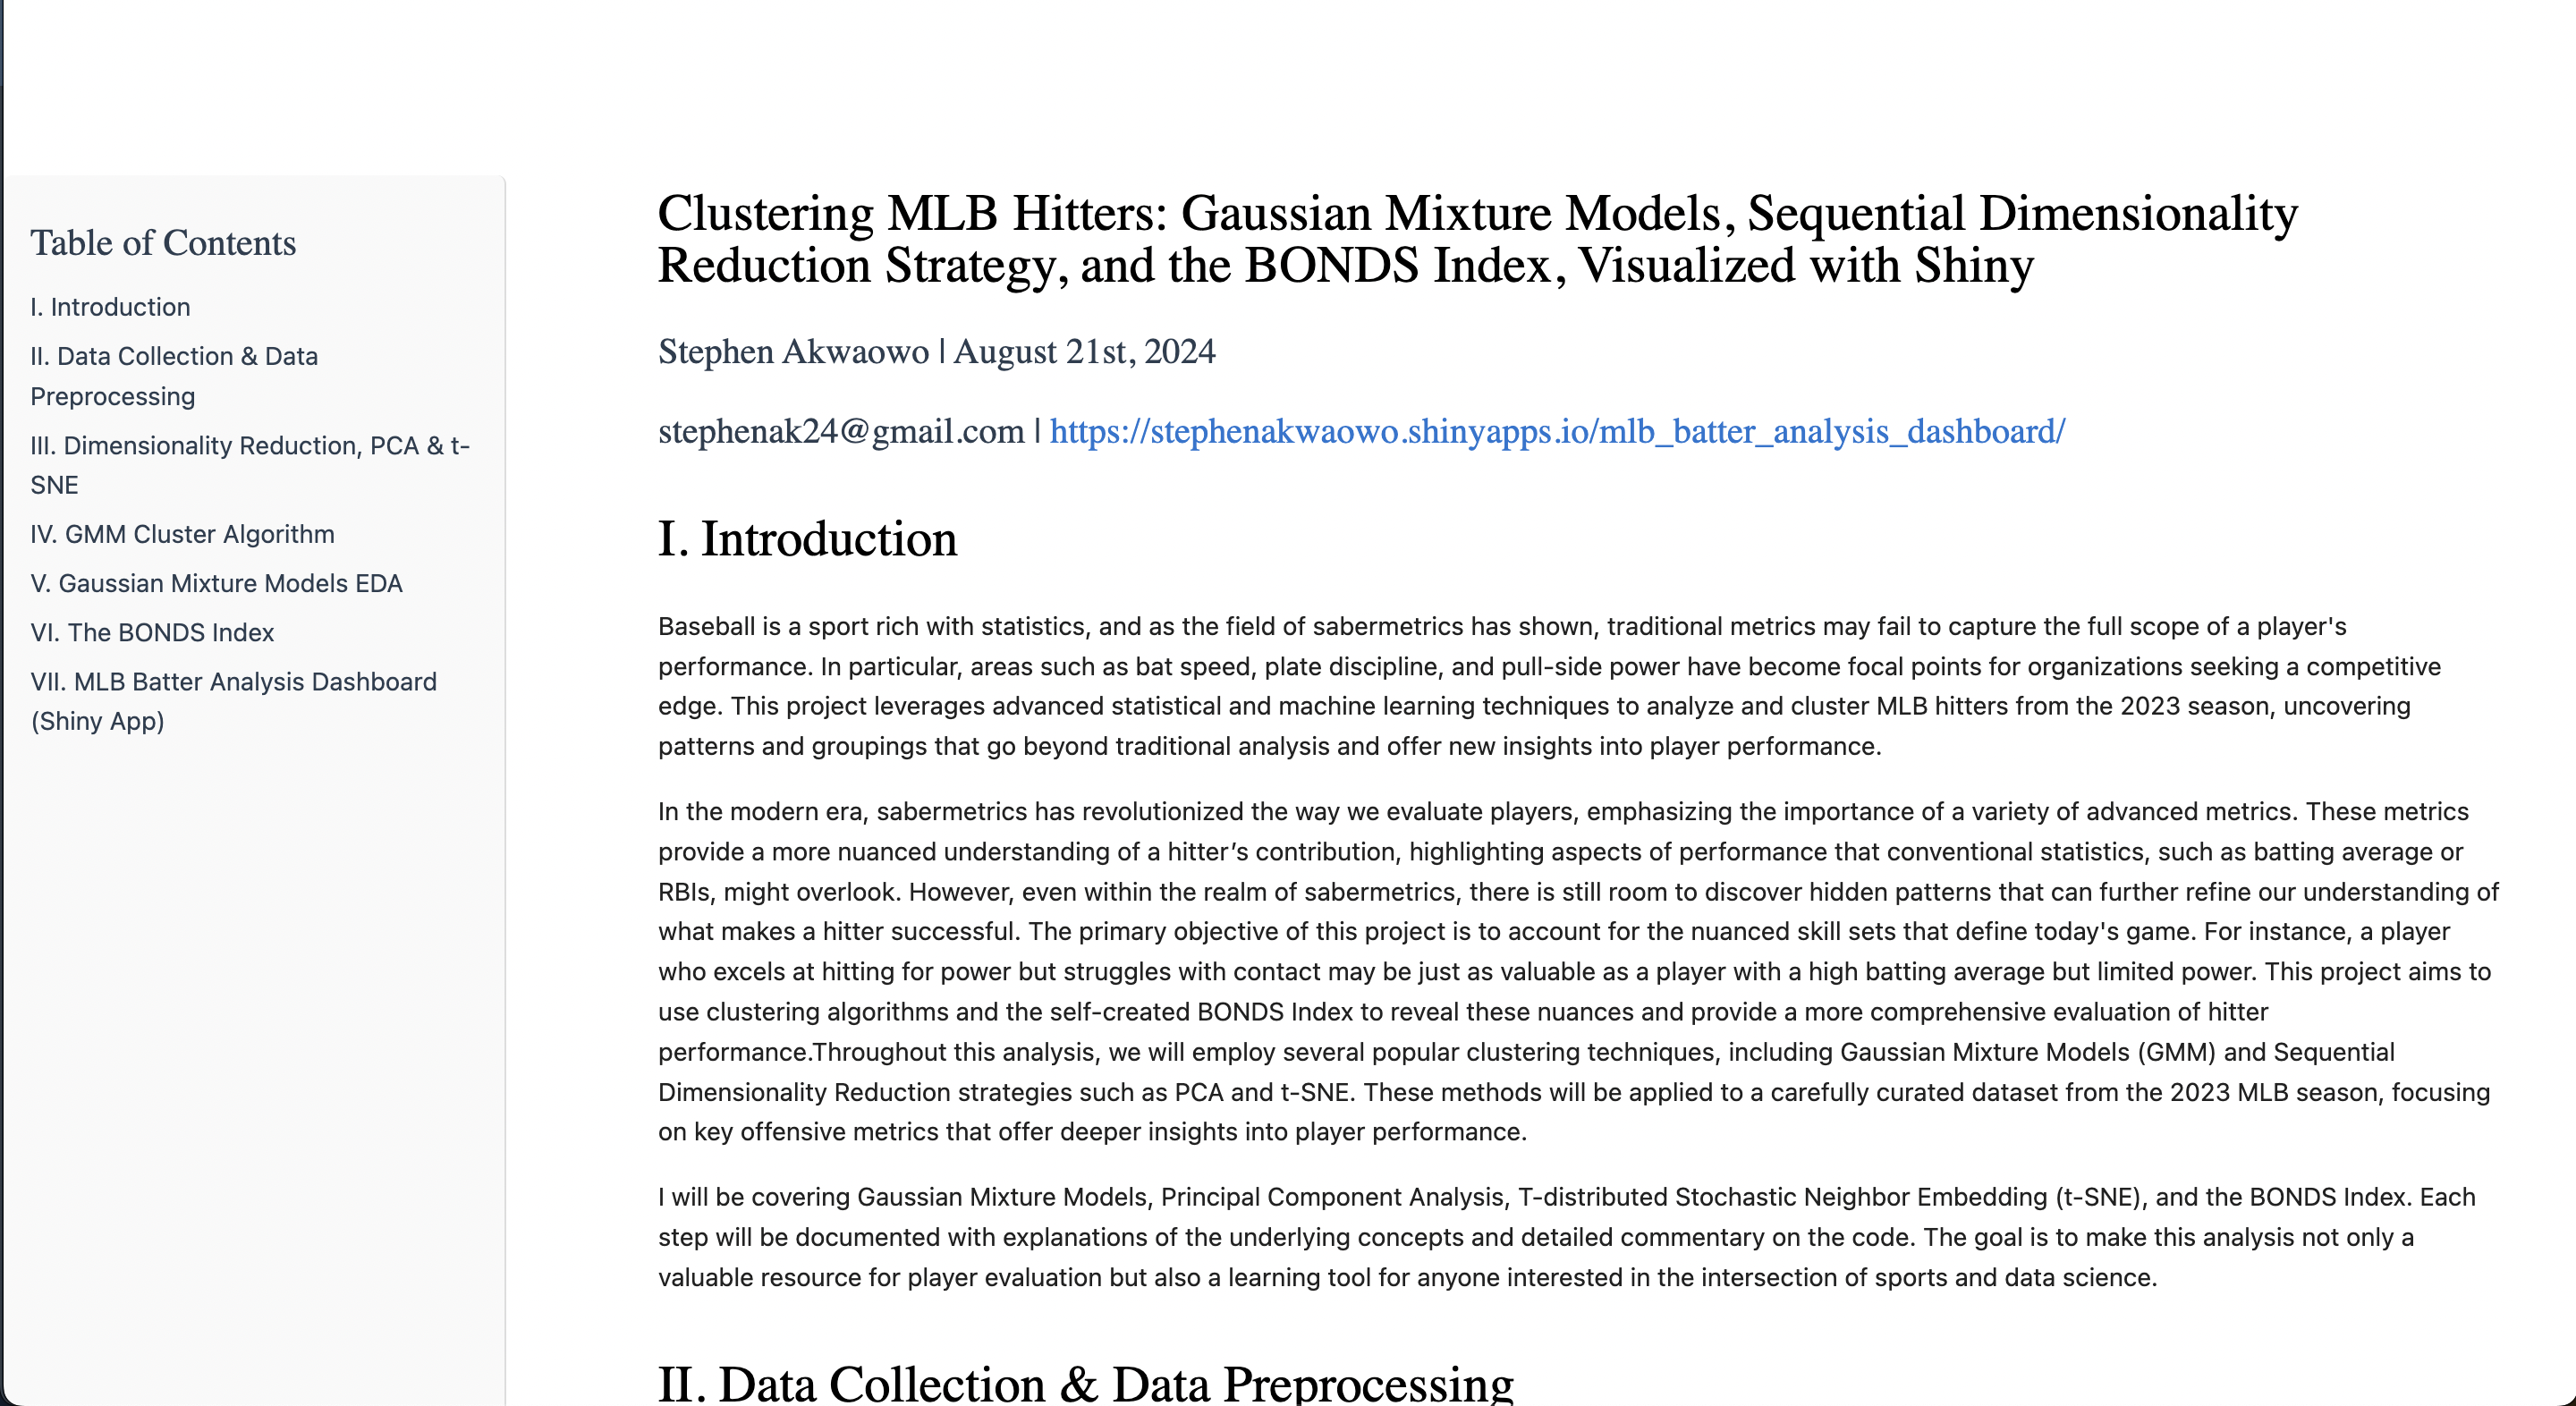 Table of Contents
I. Introduction
II. Data Collection & Data
Preprocessing
III. Dimensionality Reduction, PCA & t-
SNE
IV. GMM Cluster Algorithm
V. Gaussian Mixture Models EDA
VI. The BONDS Index
VII. MLB Batter Analysis Dashboard
(Shiny App)
Clustering MLB Hitters: Gaussian Mixture Models, Sequential Dimensionality
Reduction Strategy, and the BONDS Index, Visualized with Shiny
Stephen Akwaowo | August 21st, 2024
stephenak24@gmail.com | https://stephenakwaowo.shinyapps.io/mlb_batter_analysis_dashboard/
I. Introduction
Baseball is a sport rich with statistics, and as the field of sabermetrics has shown, traditional metrics may fail to capture the full scope of a player's
performance. In particular, areas such as bat speed, plate discipline, and pull-side power have become focal points for organizations seeking a competitive
edge. This project leverages advanced statistical and machine learning techniques to analyze and cluster MLB hitters from the 2023 season, uncovering
patterns and groupings that go beyond traditional analysis and offer new insights into player performance.
In the modern era, sabermetrics has revolutionized the way we evaluate players, emphasizing the importance of a variety of advanced metrics. These metrics
provide a more nuanced understanding of a hitter’s contribution, highlighting aspects of performance that conventional statistics, such as batting average or
RBIs, might overlook. However, even within the realm of sabermetrics, there is still room to discover hidden patterns that can further refine our understanding of
what makes a hitter successful. The primary objective of this project is to account for the nuanced skill sets that define today's game. For instance, a player
who excels at hitting for power but struggles with contact may be just as valuable as a player with a high batting average but limited power. This project aims to
use clustering algorithms and the self-created BONDS Index to reveal these nuances and provide a more comprehensive evaluation of hitter
performance.Throughout this analysis, we will employ several popular clustering techniques, including Gaussian Mixture Models (GMM) and Sequential
Dimensionality Reduction strategies such as PCA and t-SNE. These methods will be applied to a carefully curated dataset from the 2023 MLB season, focusing
on key offensive metrics that offer deeper insights into player performance.
I will be covering Gaussian Mixture Models, Principal Component Analysis, T-distributed Stochastic Neighbor Embedding (t-SNE), and the BONDS Index. Each
step will be documented with explanations of the underlying concepts and detailed commentary on the code. The goal is to make this analysis not only a
valuable resource for player evaluation but also a learning tool for anyone interested in the intersection of sports and data science.
II. Data Collection & Data Preprocessing